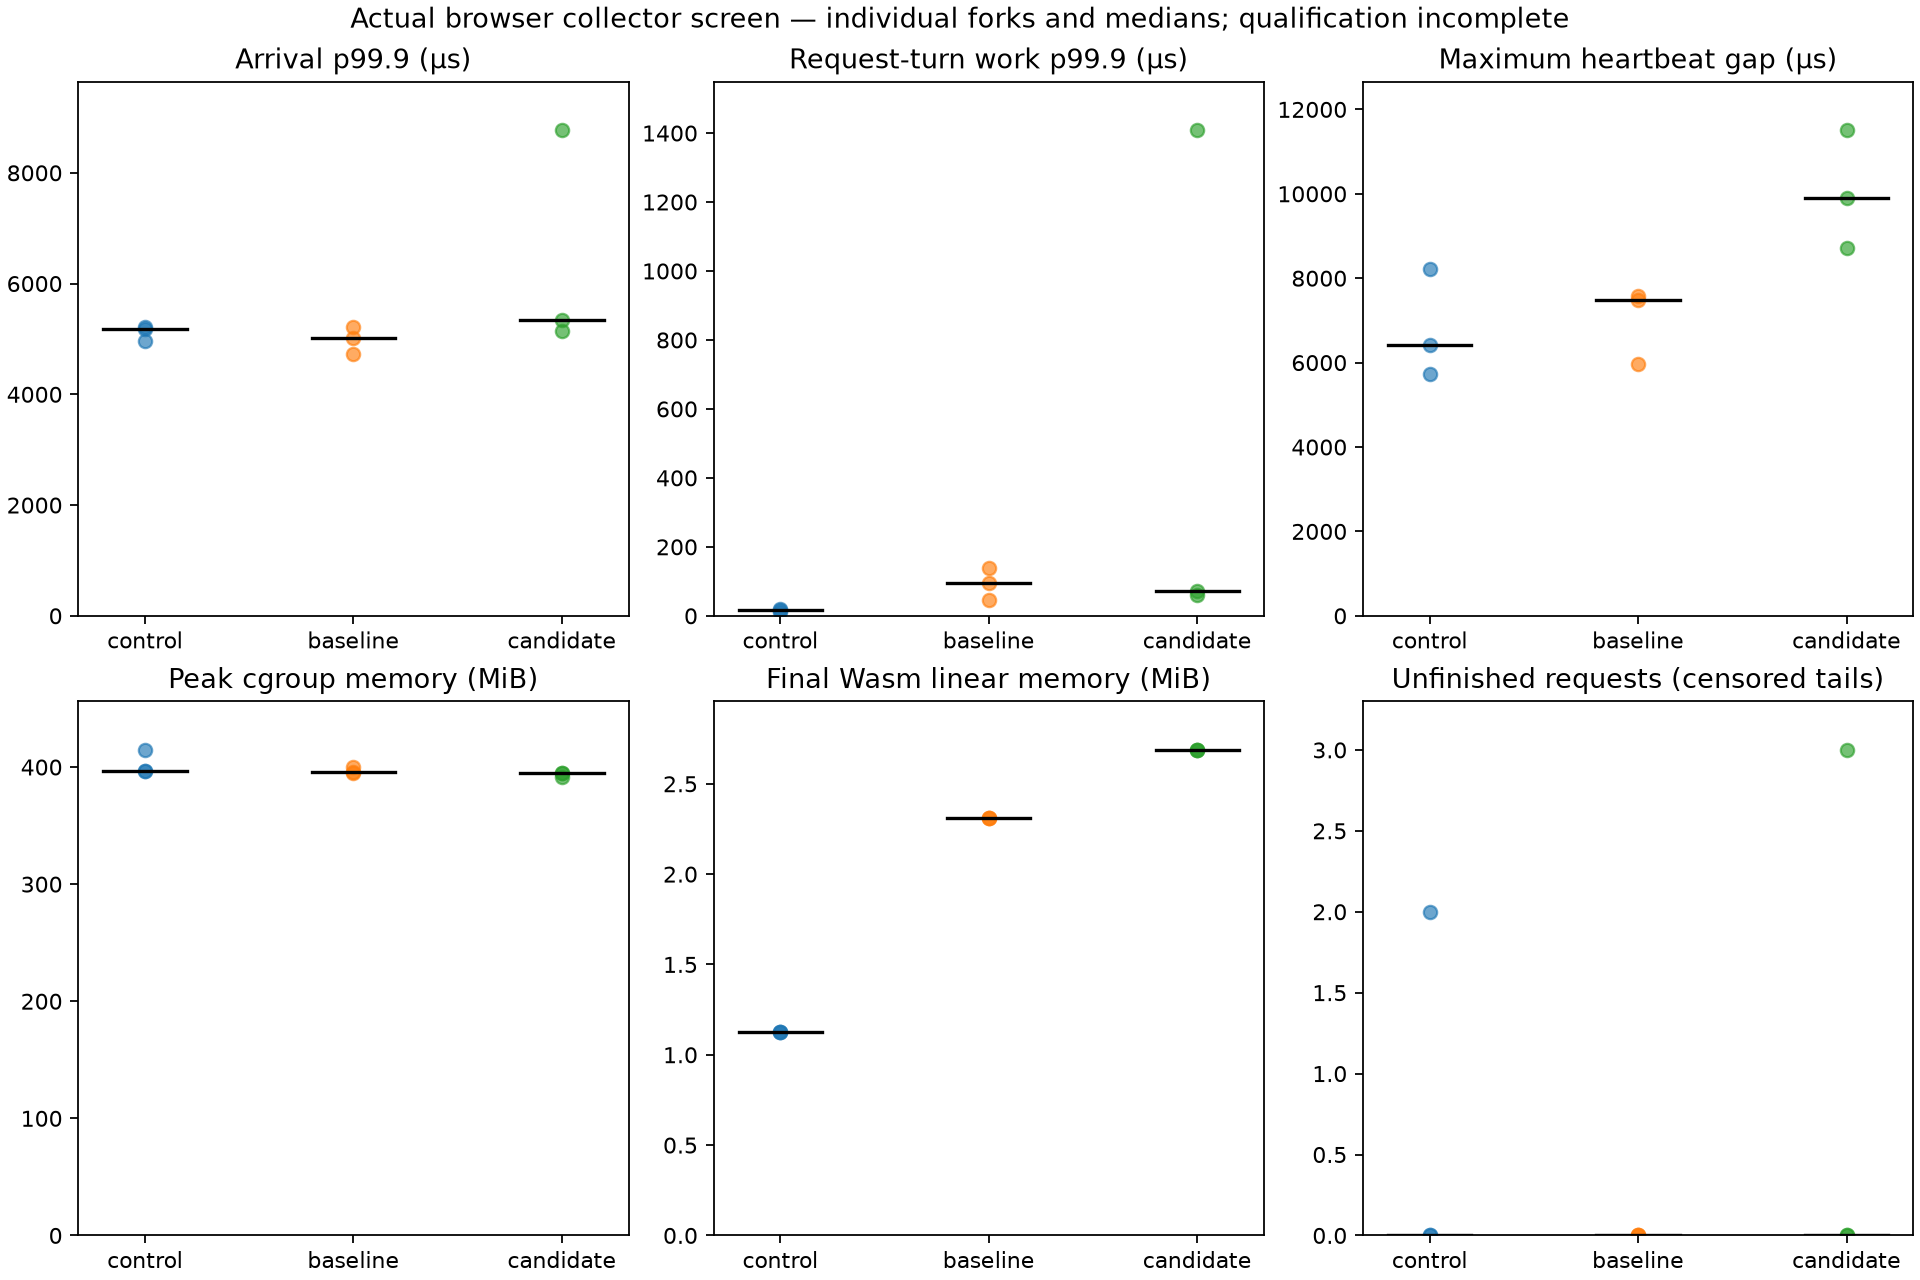 Actual browser collector screen — individual forks and medians; qualification incomplete
Arrival p99.9 (µs)
8000
6000
4000
2000
0
control baseline candidate
Request-turn work p99.9 (µs)
1400
1200
1000
800
600
400
200
0
control baseline candidate
Maximum heartbeat gap (µs)
12000
10000
8000
6000
4000
2000
0
control baseline candidate
Peak cgroup memory (MiB)
400
300
200
100
0
control baseline candidate
Final Wasm linear memory (MiB)
2.5
2.0
1.5
1.0
0.5
0.0
control baseline candidate
Unfinished requests (censored tails)
3.0
2.5
2.0
1.5
1.0
0.5
0.0
control baseline candidate